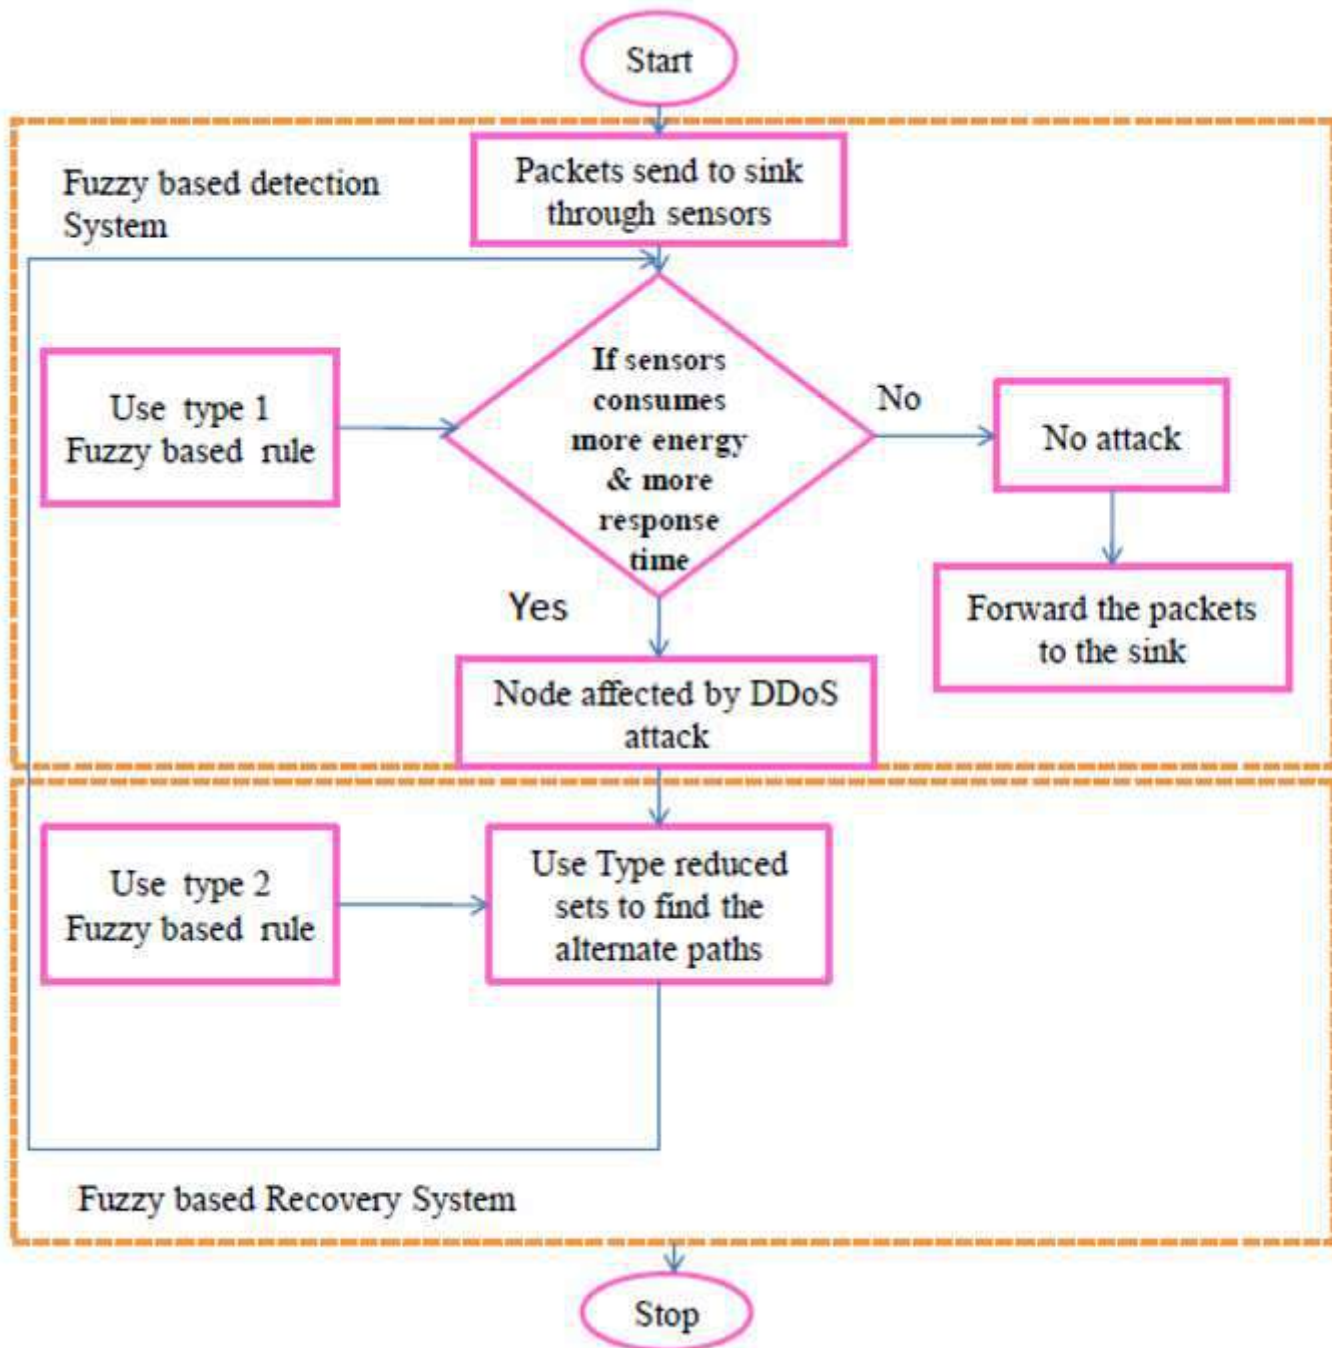 Start
Packets send to sink
through sensors
Fuzzy based detection
System
If sensors
consumes
more energy
& more
response
time
Use type 1
Fuzzy based rule
No
No attack
Forward the packets
to the sink
Yes
Node affected by DDoS
attack
Use type 2
Fuzzy based rule
Use Type reduced
sets to find the
alternate paths
Fuzzy based Recovery System
Stop